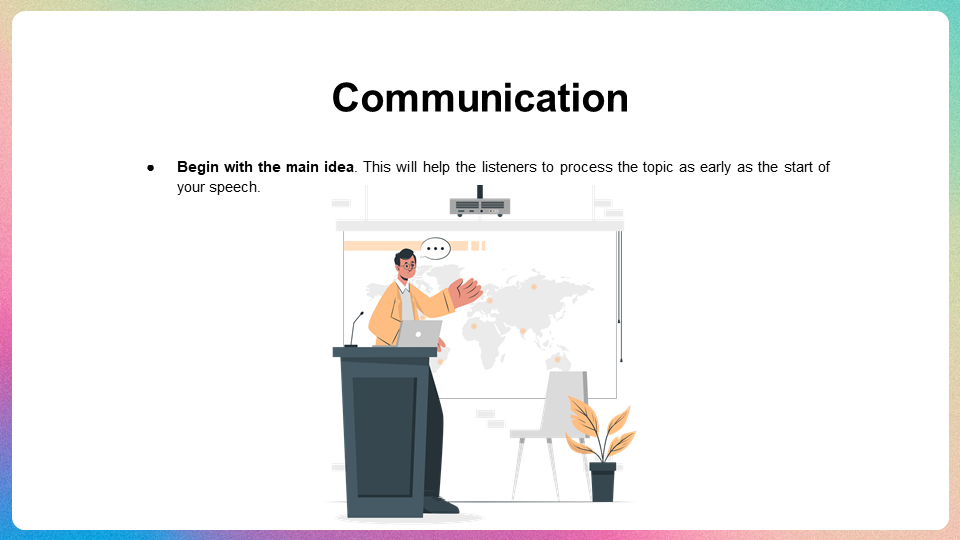 Communication
● Begin with the main idea. This will help the listeners to process the topic as early as the start of
your speech.